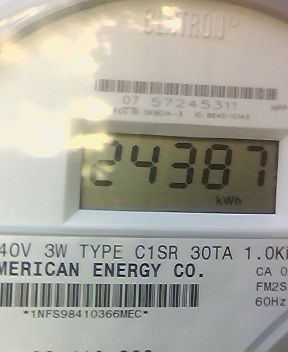 CENTRON®
07 57245311
24387
kWh
40V 3W TYPE C1SR 30TA 1.0K
MERICAN ENERGY CO.
CA 0
FM2S
60Hz
*1NFS98410366MEC*